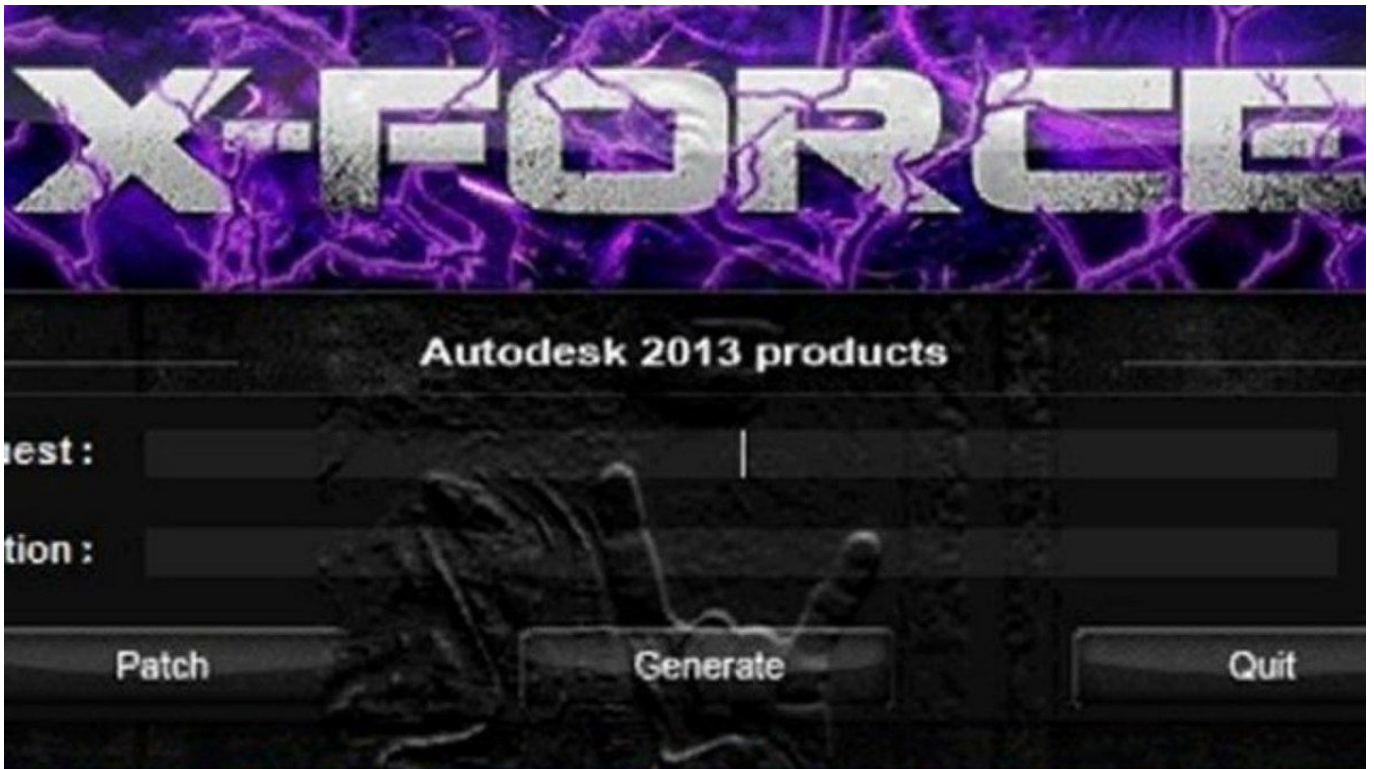 X-FORCE
Autodesk 2013 products
uest :
tion :
Patch Generate Quit